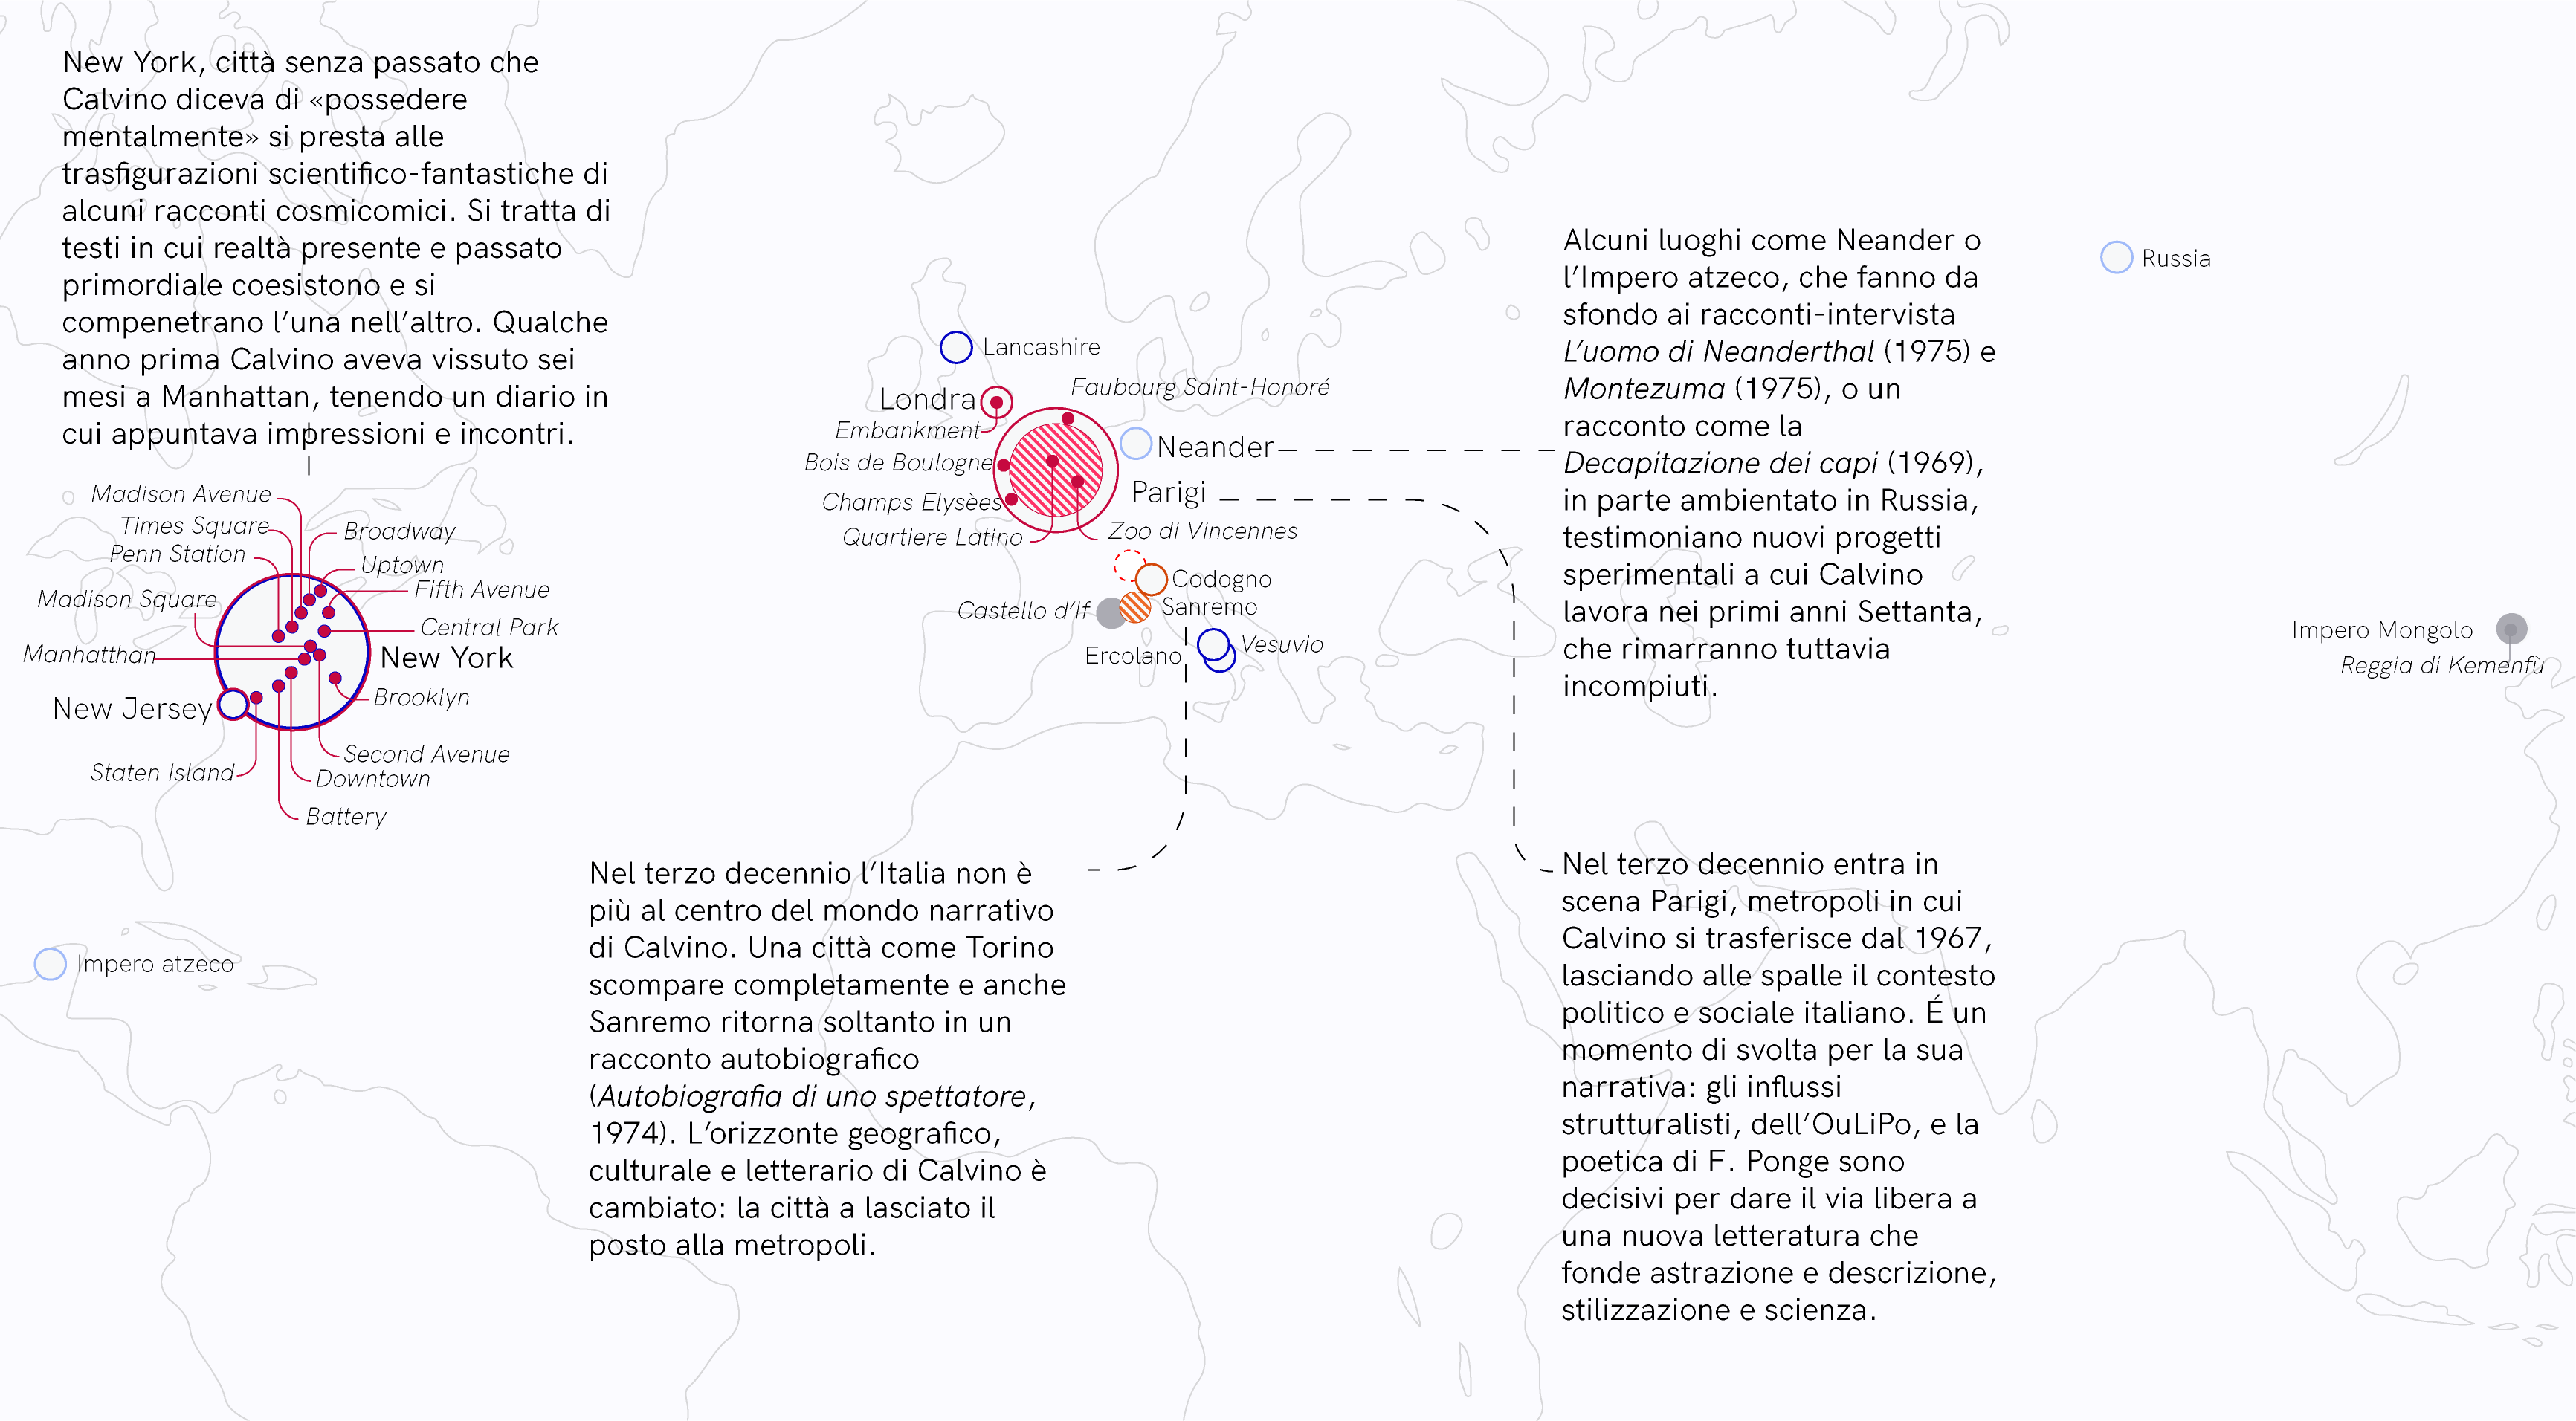 New York, città senza passato che
Calvino diceva di «possedere
mentalmente» si presta alle
trasfigurazioni scientifico-fantastiche di
alcuni racconti cosmicomici. Si tratta di
testi in cui realtà presente e passato
primordiale coesistono e si
compenetrano l’una nell’altro. Qualche
anno prima Calvino aveva vissuto sei
mesi a Manhattan, tenendo un diario in
cui appuntava impressioni e incontri.
Madison Avenue
Times Square
Penn Station
Broadway
Uptown
Fifth Avenue
Madison Square
Central Park
Manhatthan
New York
Brooklyn
New Jersey
Second Avenue
Staten Island
Downtown
Battery
Impero atzeco
Lancashire
Londra
Faubourg Saint-Honoré
Embankment
Neander
Bois de Boulogne
Parigi
Champs Elysèes
Quartiere Latino
Zoo di Vincennes
Codogno
Castello d’If
Sanremo
Ercolano
Vesuvio
Alcuni luoghi come Neander o
l’Impero atzeco, che fanno da
sfondo ai racconti-intervista
L’uomo di Neanderthal (1975) e
Montezuma (1975), o un
racconto come la
Decapitazione dei capi (1969),
in parte ambientato in Russia,
testimoniano nuovi progetti
sperimentali a cui Calvino
lavora nei primi anni Settanta,
che rimarranno tuttavia
incompiuti.
Russia
Impero Mongolo
Reggia di Kemenfù
Nel terzo decennio l’Italia non è
più al centro del mondo narrativo
di Calvino. Una città come Torino
scompare completamente e anche
Sanremo ritorna soltanto in un
racconto autobiografico
(Autobiografia di uno spettatore,
1974). L’orizzonte geografico,
culturale e letterario di Calvino è
cambiato: la città a lasciato il
posto alla metropoli.
Nel terzo decennio entra in
scena Parigi, metropoli in cui
Calvino si trasferisce dal 1967,
lasciando alle spalle il contesto
politico e sociale italiano. É un
momento di svolta per la sua
narrativa: gli influssi
strutturalisti, dell’OuLiPo, e la
poetica di F. Ponge sono
decisivi per dare il via libera a
una nuova letteratura che
fonde astrazione e descrizione,
stilizzazione e scienza.